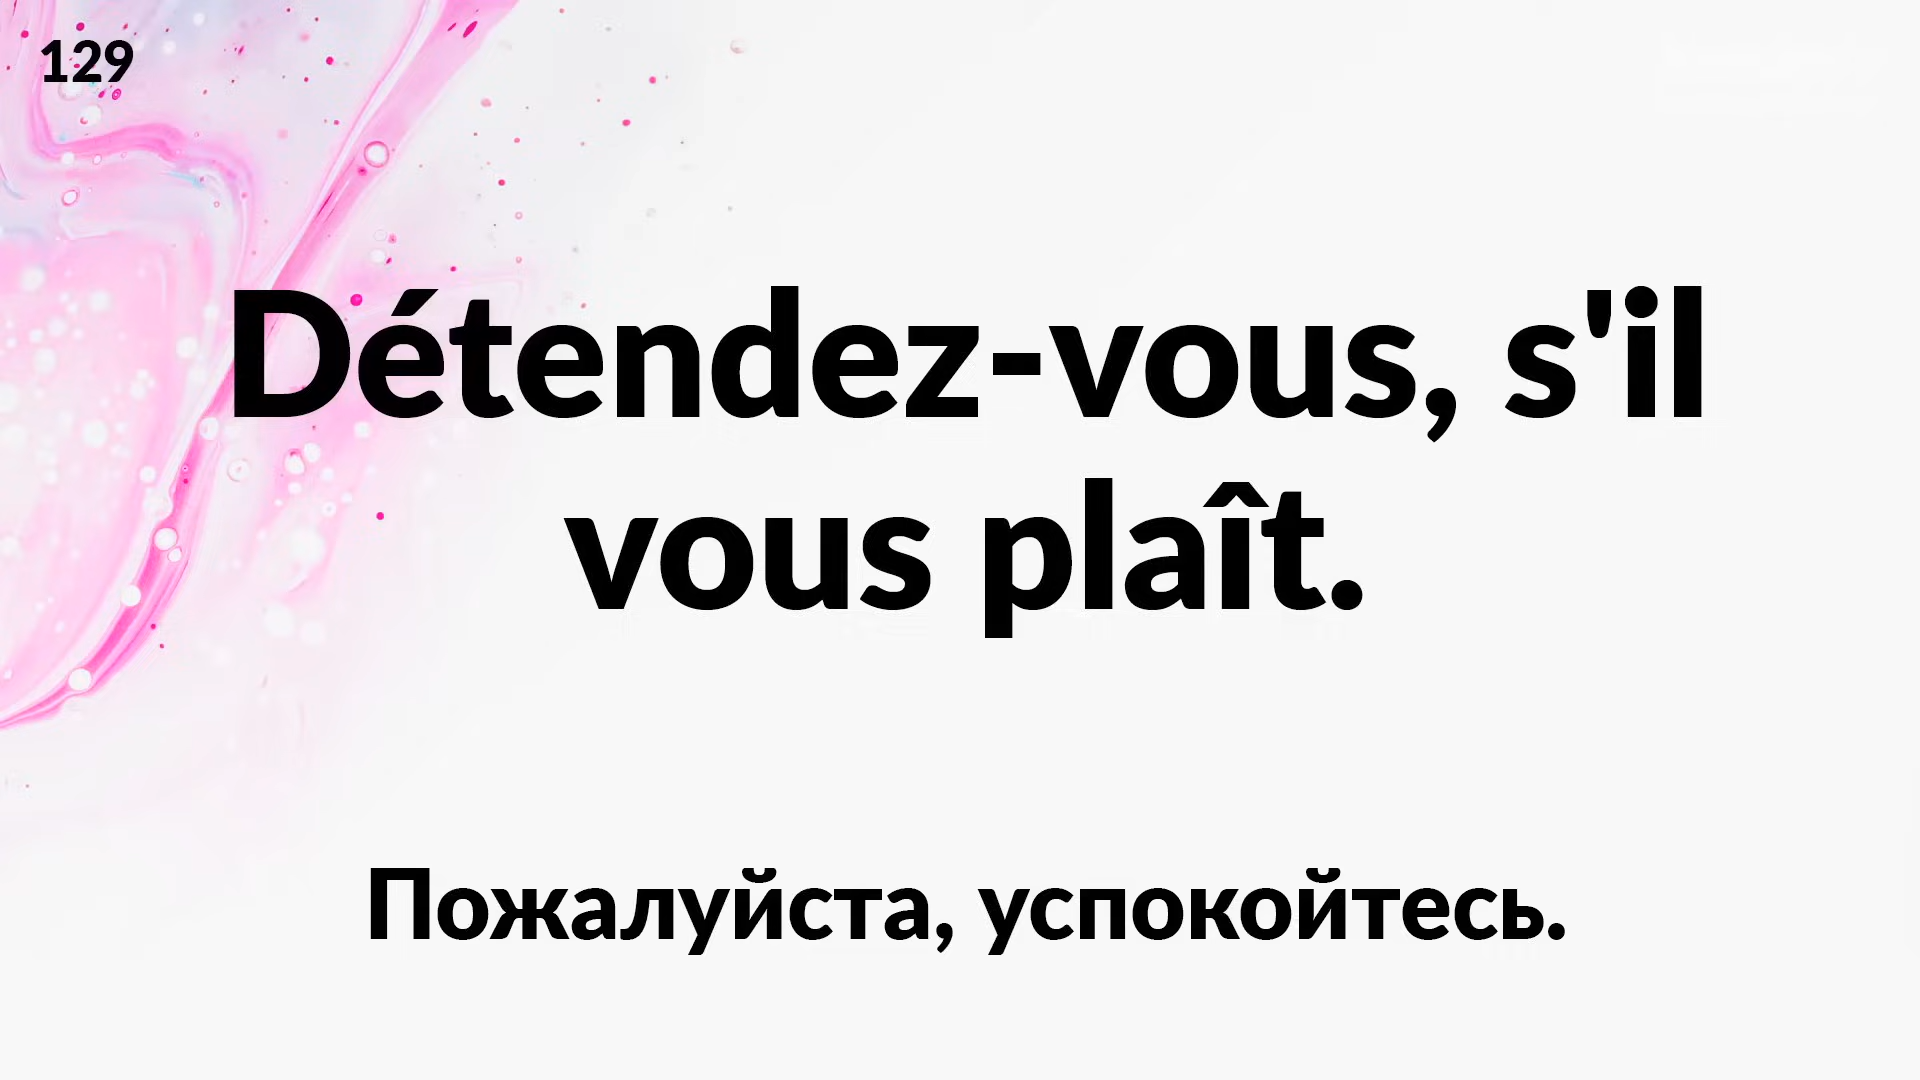 129
Détendez-vous, s'il
vous plaît.
Пожалуйста, успокойтесь.